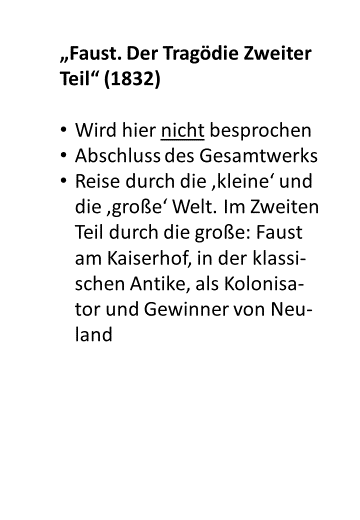 „Faust. Der Tragödie Zweiter
Teil“ (1832)
• Wird hier nicht besprochen
• Abschluss des Gesamtwerks
• Reise durch die ‚kleine‘ und
die ‚große‘ Welt. Im Zweiten
Teil durch die große: Faust
am Kaiserhof, in der klassi-
schen Antike, als Kolonisa-
tor und Gewinner von Neu-
land